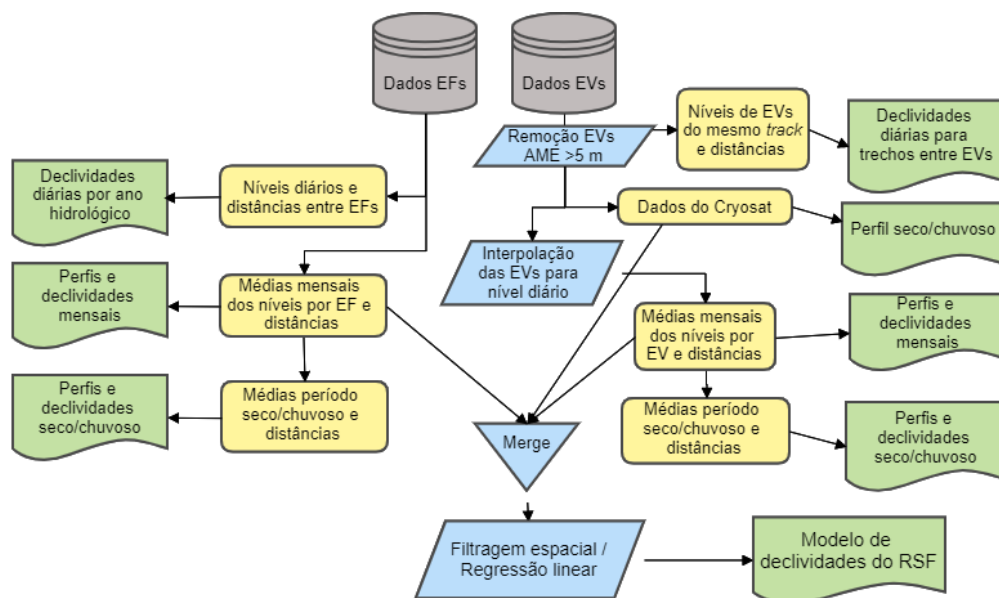 Dados EFs
Dados EVs
Remoção EVs
AME >5 m
Níveis de EVs
do mesmo track
e distâncias
Declividades
diárias para
trechos entre EVs
Declividades
diárias por ano
hidrológico
Níveis diários e
distâncias entre EFs
Dados do Cryosat
Perfil seco/chuvoso
Interpolação
das EVs para
nível diário
Perfis e
declividades
mensais
Médias mensais
dos níveis por EF e
distâncias
Médias mensais
dos níveis por
EV e distâncias
Perfis e
declividades
mensais
Perfis e
declividades
seco/chuvoso
Médias período
seco/chuvoso e
distâncias
Merge
Médias período
seco/chuvoso e
distâncias
Perfis e
declividades
seco/chuvoso
Filtragem espacial /
Regressão linear
Modelo de
declividades do RSF